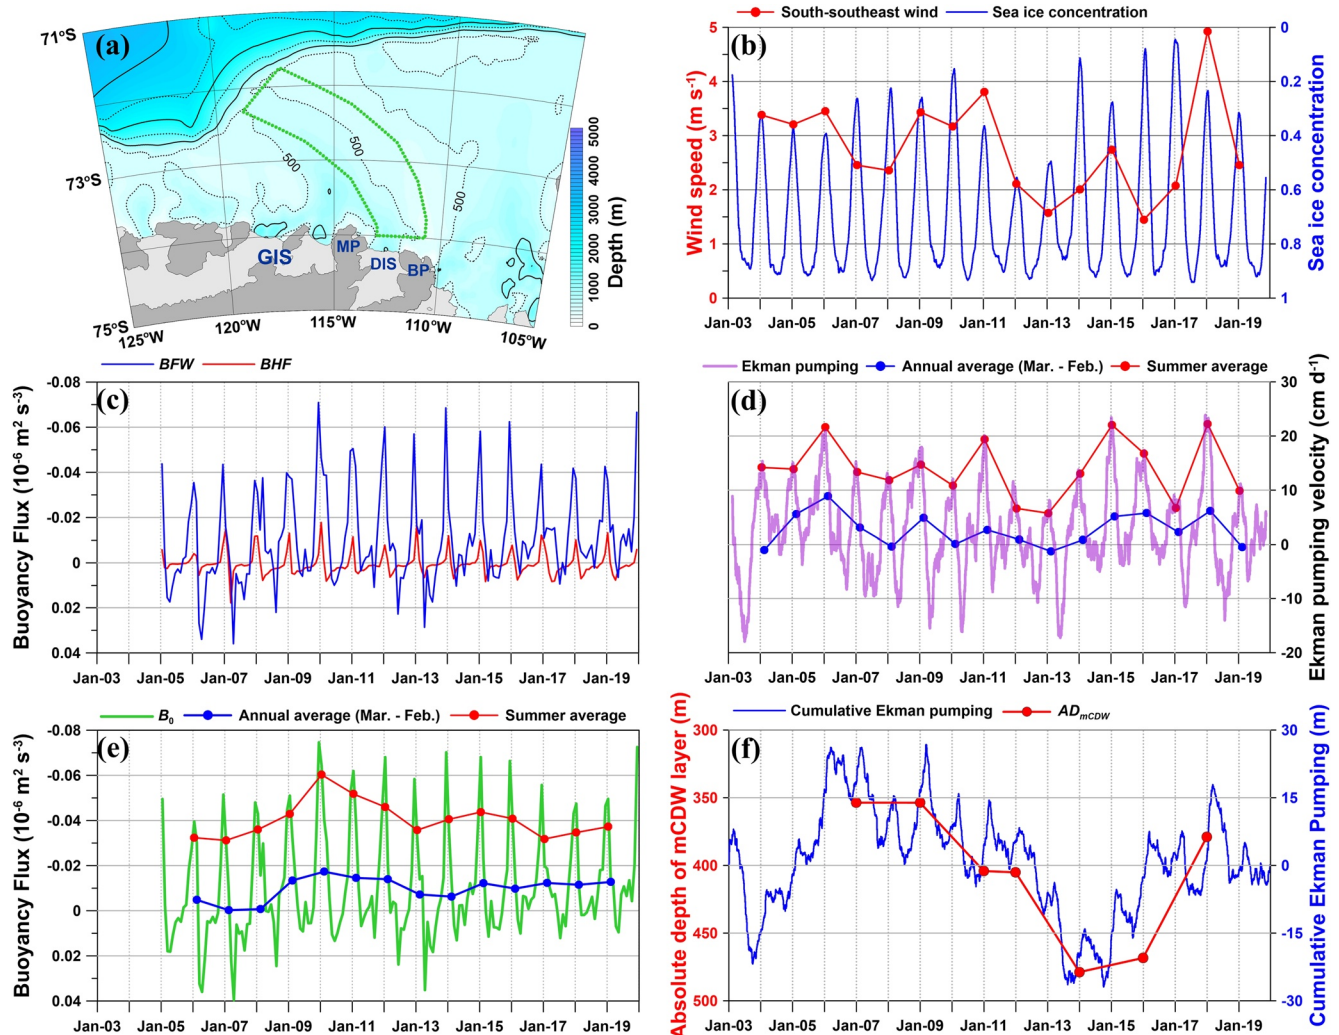 (a)
71°S
73°S
75°S
125°W
120°W
115°W
110°W
105°W
500
500
500
GIS
MP
DIS
BP
Depth (m)
5000
4000
3000
2000
1000
0
(b)
South-southeast wind
Sea ice concentration
Wind speed (m s⁻¹)
5
4
3
2
1
0
Sea ice concentration
0
0.2
0.4
0.6
0.8
1
Jan-03 Jan-05 Jan-07 Jan-09 Jan-11 Jan-13 Jan-15 Jan-17 Jan-19
(c)
BFW
BHF
Buoyancy Flux (10⁻⁶ m² s⁻³)
-0.08
-0.06
-0.04
-0.02
0
0.02
0.04
Jan-03 Jan-05 Jan-07 Jan-09 Jan-11 Jan-13 Jan-15 Jan-17 Jan-19
(d)
Ekman pumping
Annual average (Mar. - Feb.)
Summer average
Ekman pumping velocity (cm d⁻¹)
30
20
10
0
-10
-20
Jan-03 Jan-05 Jan-07 Jan-09 Jan-11 Jan-13 Jan-15 Jan-17 Jan-19
(e)
B₀
Annual average (Mar. - Feb.)
Summer average
Buoyancy Flux (10⁻⁶ m² s⁻³)
-0.08
-0.06
-0.04
-0.02
0
0.02
0.04
Jan-03 Jan-05 Jan-07 Jan-09 Jan-11 Jan-13 Jan-15 Jan-17 Jan-19
(f)
Cumulative Ekman pumping
AD mCDW
Absolute depth of mCDW layer (m)
300
350
400
450
500
Cumulative Ekman Pumping (m)
30
15
0
-15
-30
Jan-03 Jan-05 Jan-07 Jan-09 Jan-11 Jan-13 Jan-15 Jan-17 Jan-19